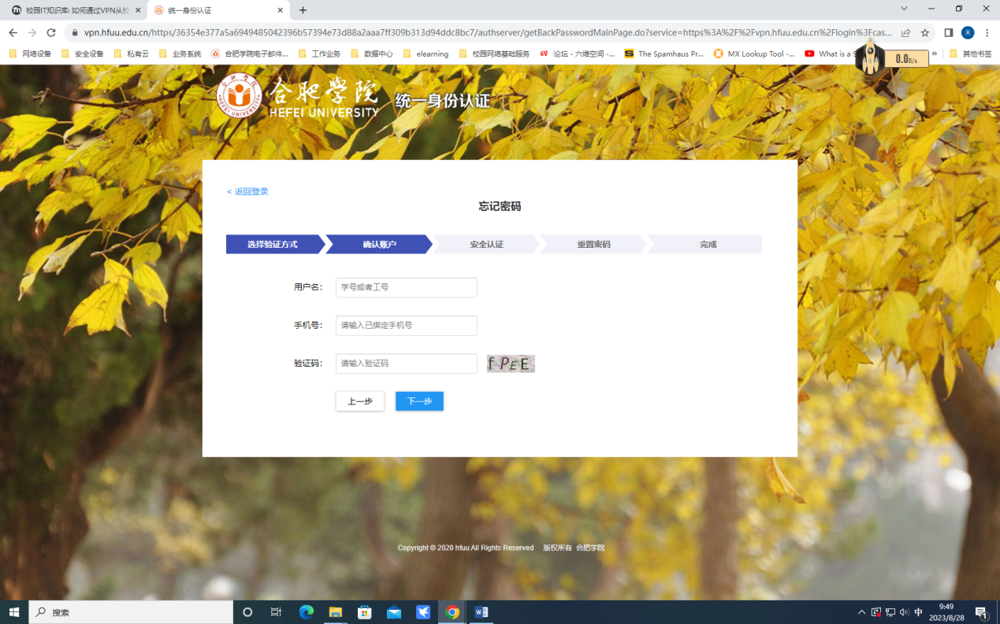 校园IT知识库: 如何通过VPN从校
统一身份认证
vpn.hfuu.edu.cn/https/36354e377a5a6949485042396b57394e73d88a2aaa7ff309b313d94ddc8bc7/authserver/getBackPasswordMainPage.do?service=https%3A%2F%2Fvpn.hfuu.edu.cn%2Flogin%3Fcas...
天
网络设备
安全设备
私有云
业务系统
合肥学院电子邮件...
工作业务
数据中心
elearning
校园网络基础服务
论坛 - 六维空间 -...
The Spamhaus Pr...
MX Lookup Tool -...
What is a S
»
其他书签
0.0B/s
合肥學院
HEFEI UNIVERSITY
统一身份认证
< 返回登录
忘记密码
选择验证方式
确认账户
安全认证
重置密码
完成
用户名：
学号或者工号
手机号：
请输入已绑定手机号
验证码：
请输入验证码
f P E E
上一步
下一步
Copyright © 2020 hfuu All Rights Reserved 版权所有 合肥学院
搜索
中
9:49
2023/8/28
1